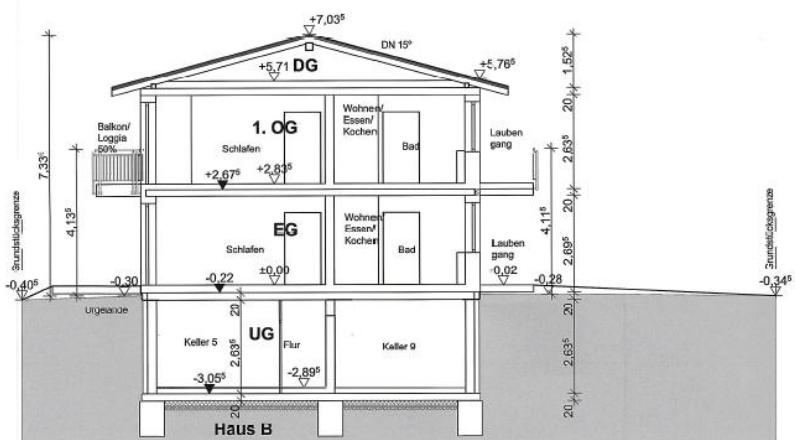 +7,03⁵
DN 15º
+5,71
DG
+5,76⁵
1,52⁵
20
Balkon/
Loggia
50%
1. OG
Schlafen
Wohnen/
Essen/
Kochen
Bad
Lauben
gang
2,63⁵
7,33⁵
+2,67⁵
+2,83⁵
20
4,13⁵
4,11⁵
Grundstücksgrenze
EG
Schlafen
Wohnen/
Essen/
Kochen
Bad
Lauben
gang
2,69⁵
Grundstücksgrenze
-0,40⁵
-0,30
-0,22
±0,00
-0,02
-0,28
-0,34⁵
Urgelände
20
20
Keller 5
UG
Flur
Keller 9
2,63⁵
2,63⁵
-3,05⁵
-2,89⁵
20
20
Haus B